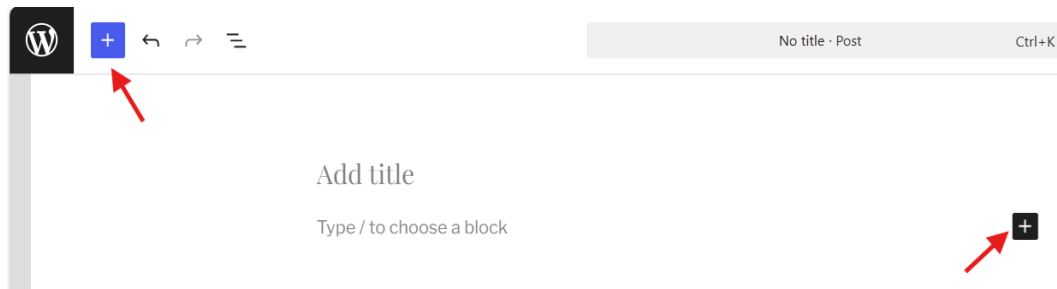 No title · Post
Ctrl+K
Add title
Type / to choose a block